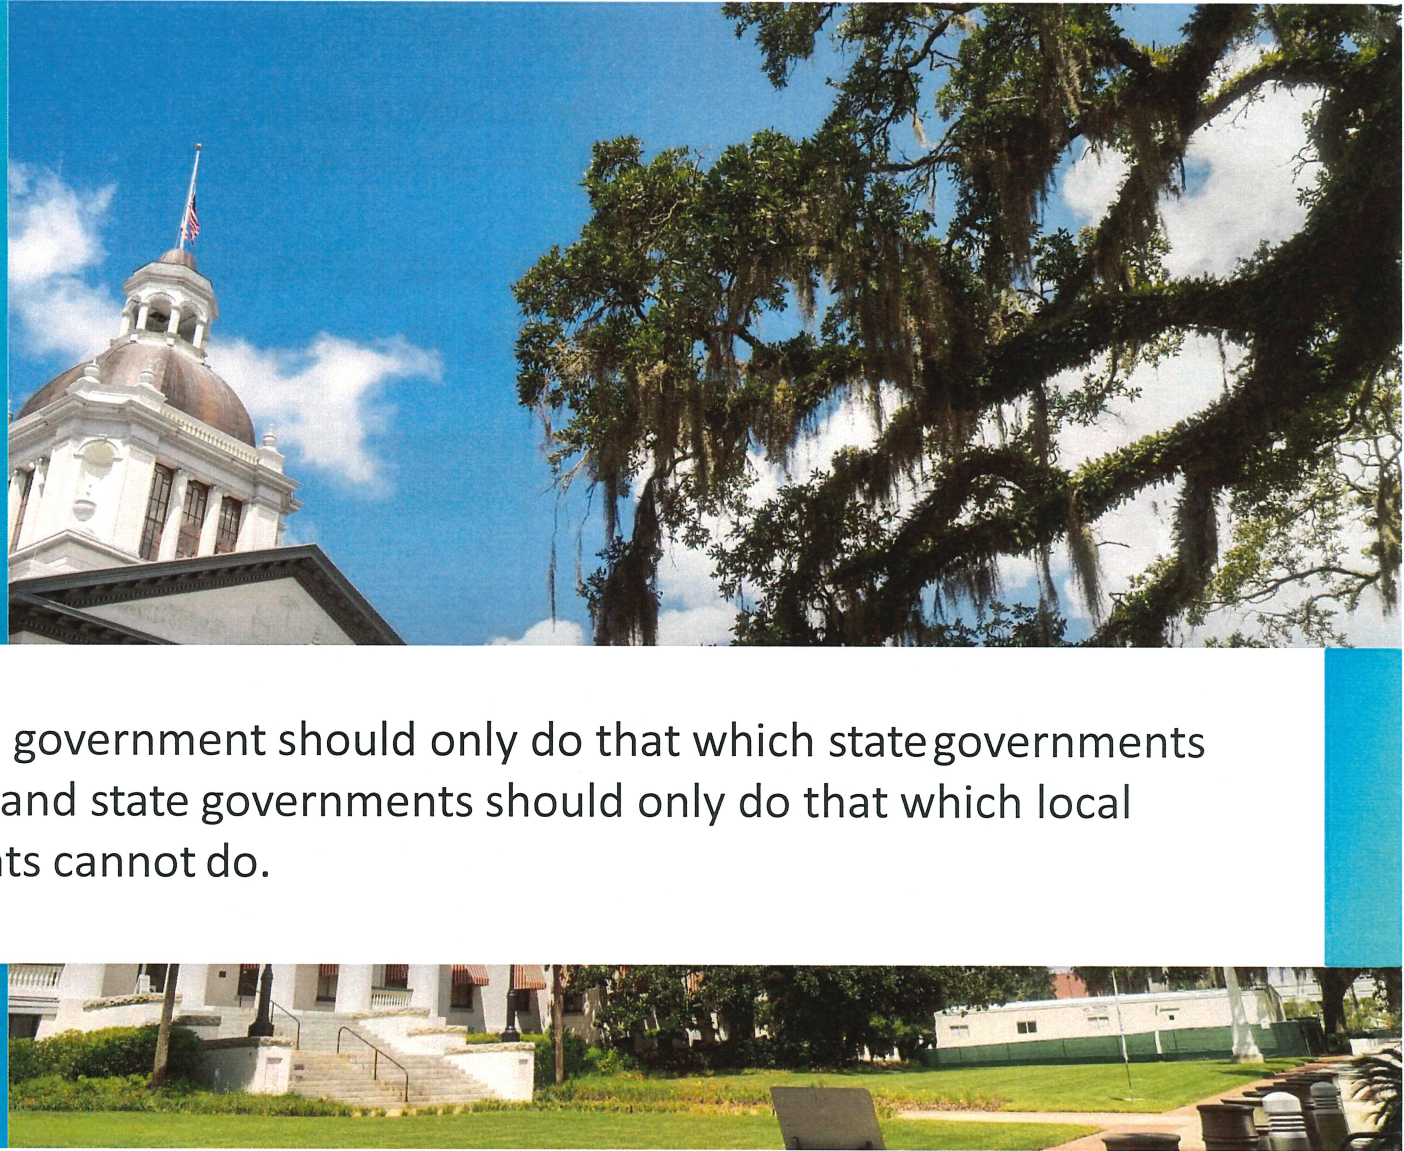 government should only do that which state governments
and state governments should only do that which local
cannot do.